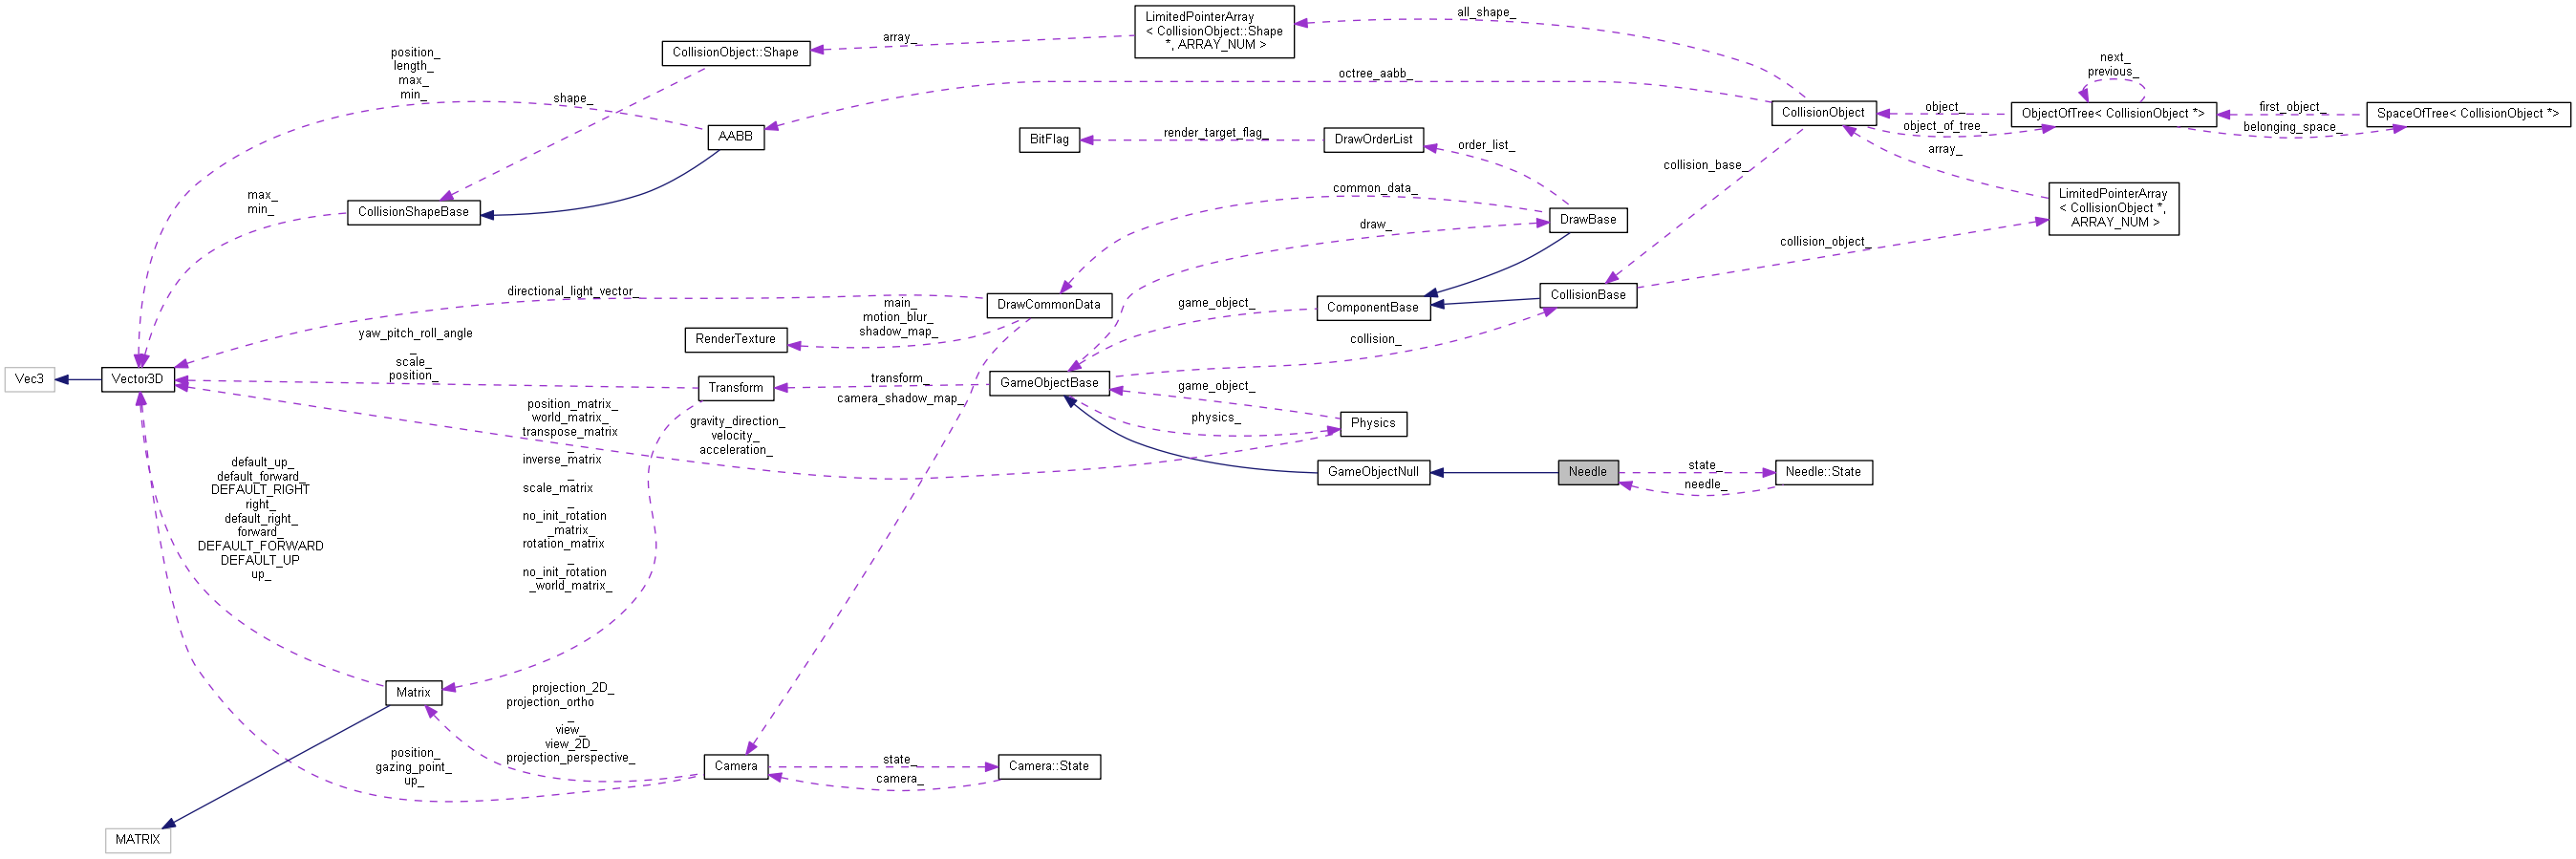 LimitedPointerArray
< CollisionObject::Shape
*, ARRAY_NUM >
all_shape_
array_
CollisionObject::Shape
position_
length_
max_
min_
shape_
octree_aabb_
next_
previous_
CollisionObject
object_
object_of_tree_
ObjectOfTree< CollisionObject *>
first_object_
belonging_space_
SpaceOfTree< CollisionObject *>
AABB
BitFlag
render_target_flag_
DrawOrderList
order_list_
collision_base_
array_
LimitedPointerArray
< CollisionObject *,
ARRAY_NUM >
max_
min_
CollisionShapeBase
common_data_
DrawBase
draw_
collision_object_
directional_light_vector_
DrawCommonData
main_
motion_blur_
shadow_map_
RenderTexture
game_object_
ComponentBase
CollisionBase
collision_
yaw_pitch_roll_angle
_
scale_
position_
Vec3
Vector3D
Transform
transform_
camera_shadow_map_
GameObjectBase
game_object_
physics_
Physics
position_matrix_
world_matrix_
transpose_matrix
_
inverse_matrix
_
scale_matrix
_
no_init_rotation
_matrix_
rotation_matrix
_
no_init_rotation
_world_matrix_
gravity_direction_
velocity_
acceleration_
default_up_
default_forward_
DEFAULT_RIGHT
right_
default_right_
forward_
DEFAULT_FORWARD
DEFAULT_UP
up_
GameObjectNull
Needle
state_
needle_
Needle::State
Matrix
projection_2D_
projection_ortho
_
view_
view_2D_
projection_perspective_
position_
gazing_point_
up_
Camera
state_
camera_
Camera::State
MATRIX